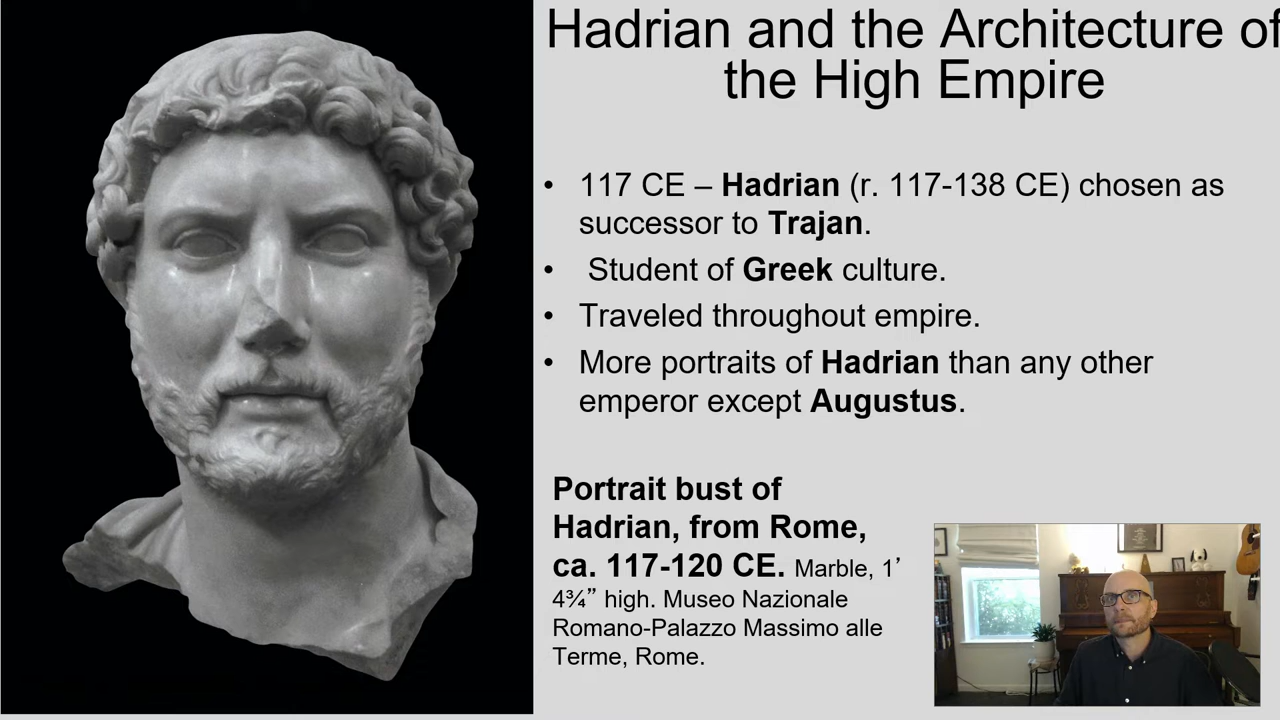 Hadrian and the Architecture of
the High Empire
• 117 CE – Hadrian (r. 117-138 CE) chosen as
successor to Trajan.
• Student of Greek culture.
• Traveled throughout empire.
• More portraits of Hadrian than any other
emperor except Augustus.
Portrait bust of
Hadrian, from Rome,
ca. 117-120 CE. Marble, 1’
4¾” high. Museo Nazionale
Romano-Palazzo Massimo alle
Terme, Rome.